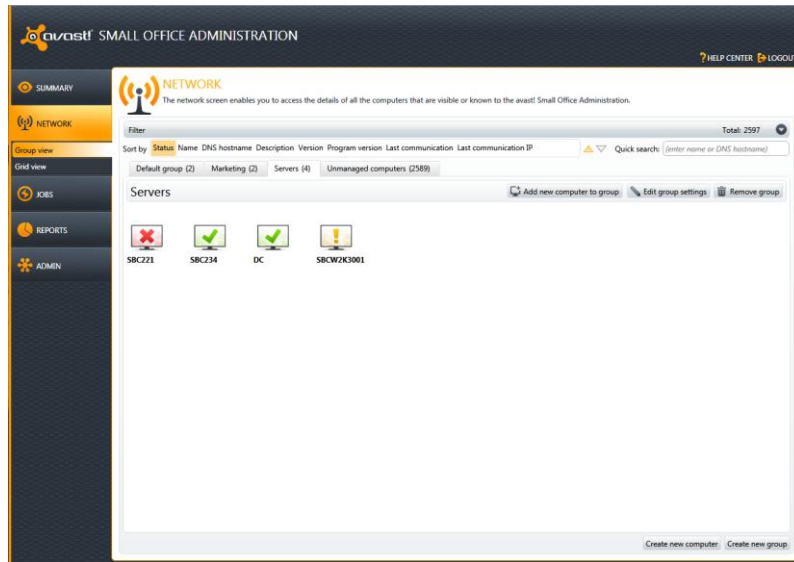 avast! SMALL OFFICE ADMINISTRATION
? HELP CENTER LOGOU
SUMMARY
NETWORK
Group view
Grid view
JOBS
REPORTS
ADMIN
NETWORK
The network screen enables you to access the details of all the computers that are visible or known to the avast! Small Office Administration.
Filter Total: 2597
Sort by Status Name DNS hostname Description Version Program version Last communication Last communication IP Quick search: (enter name or DNS hostname)
Default group (2) Marketing (2) Servers (4) Unmanaged computers (2589)
Servers Add new computer to group Edit group settings Remove group
SBC221 SBC234 DC SBCW2K3001
Create new computer Create new group